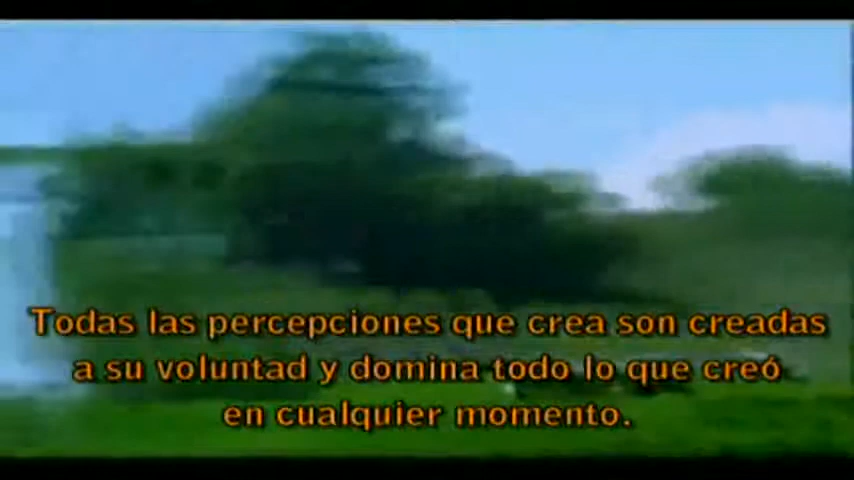 Todas las percepciones que crea son creadas
a su voluntad y domina todo lo que creó
en cualquier momento.